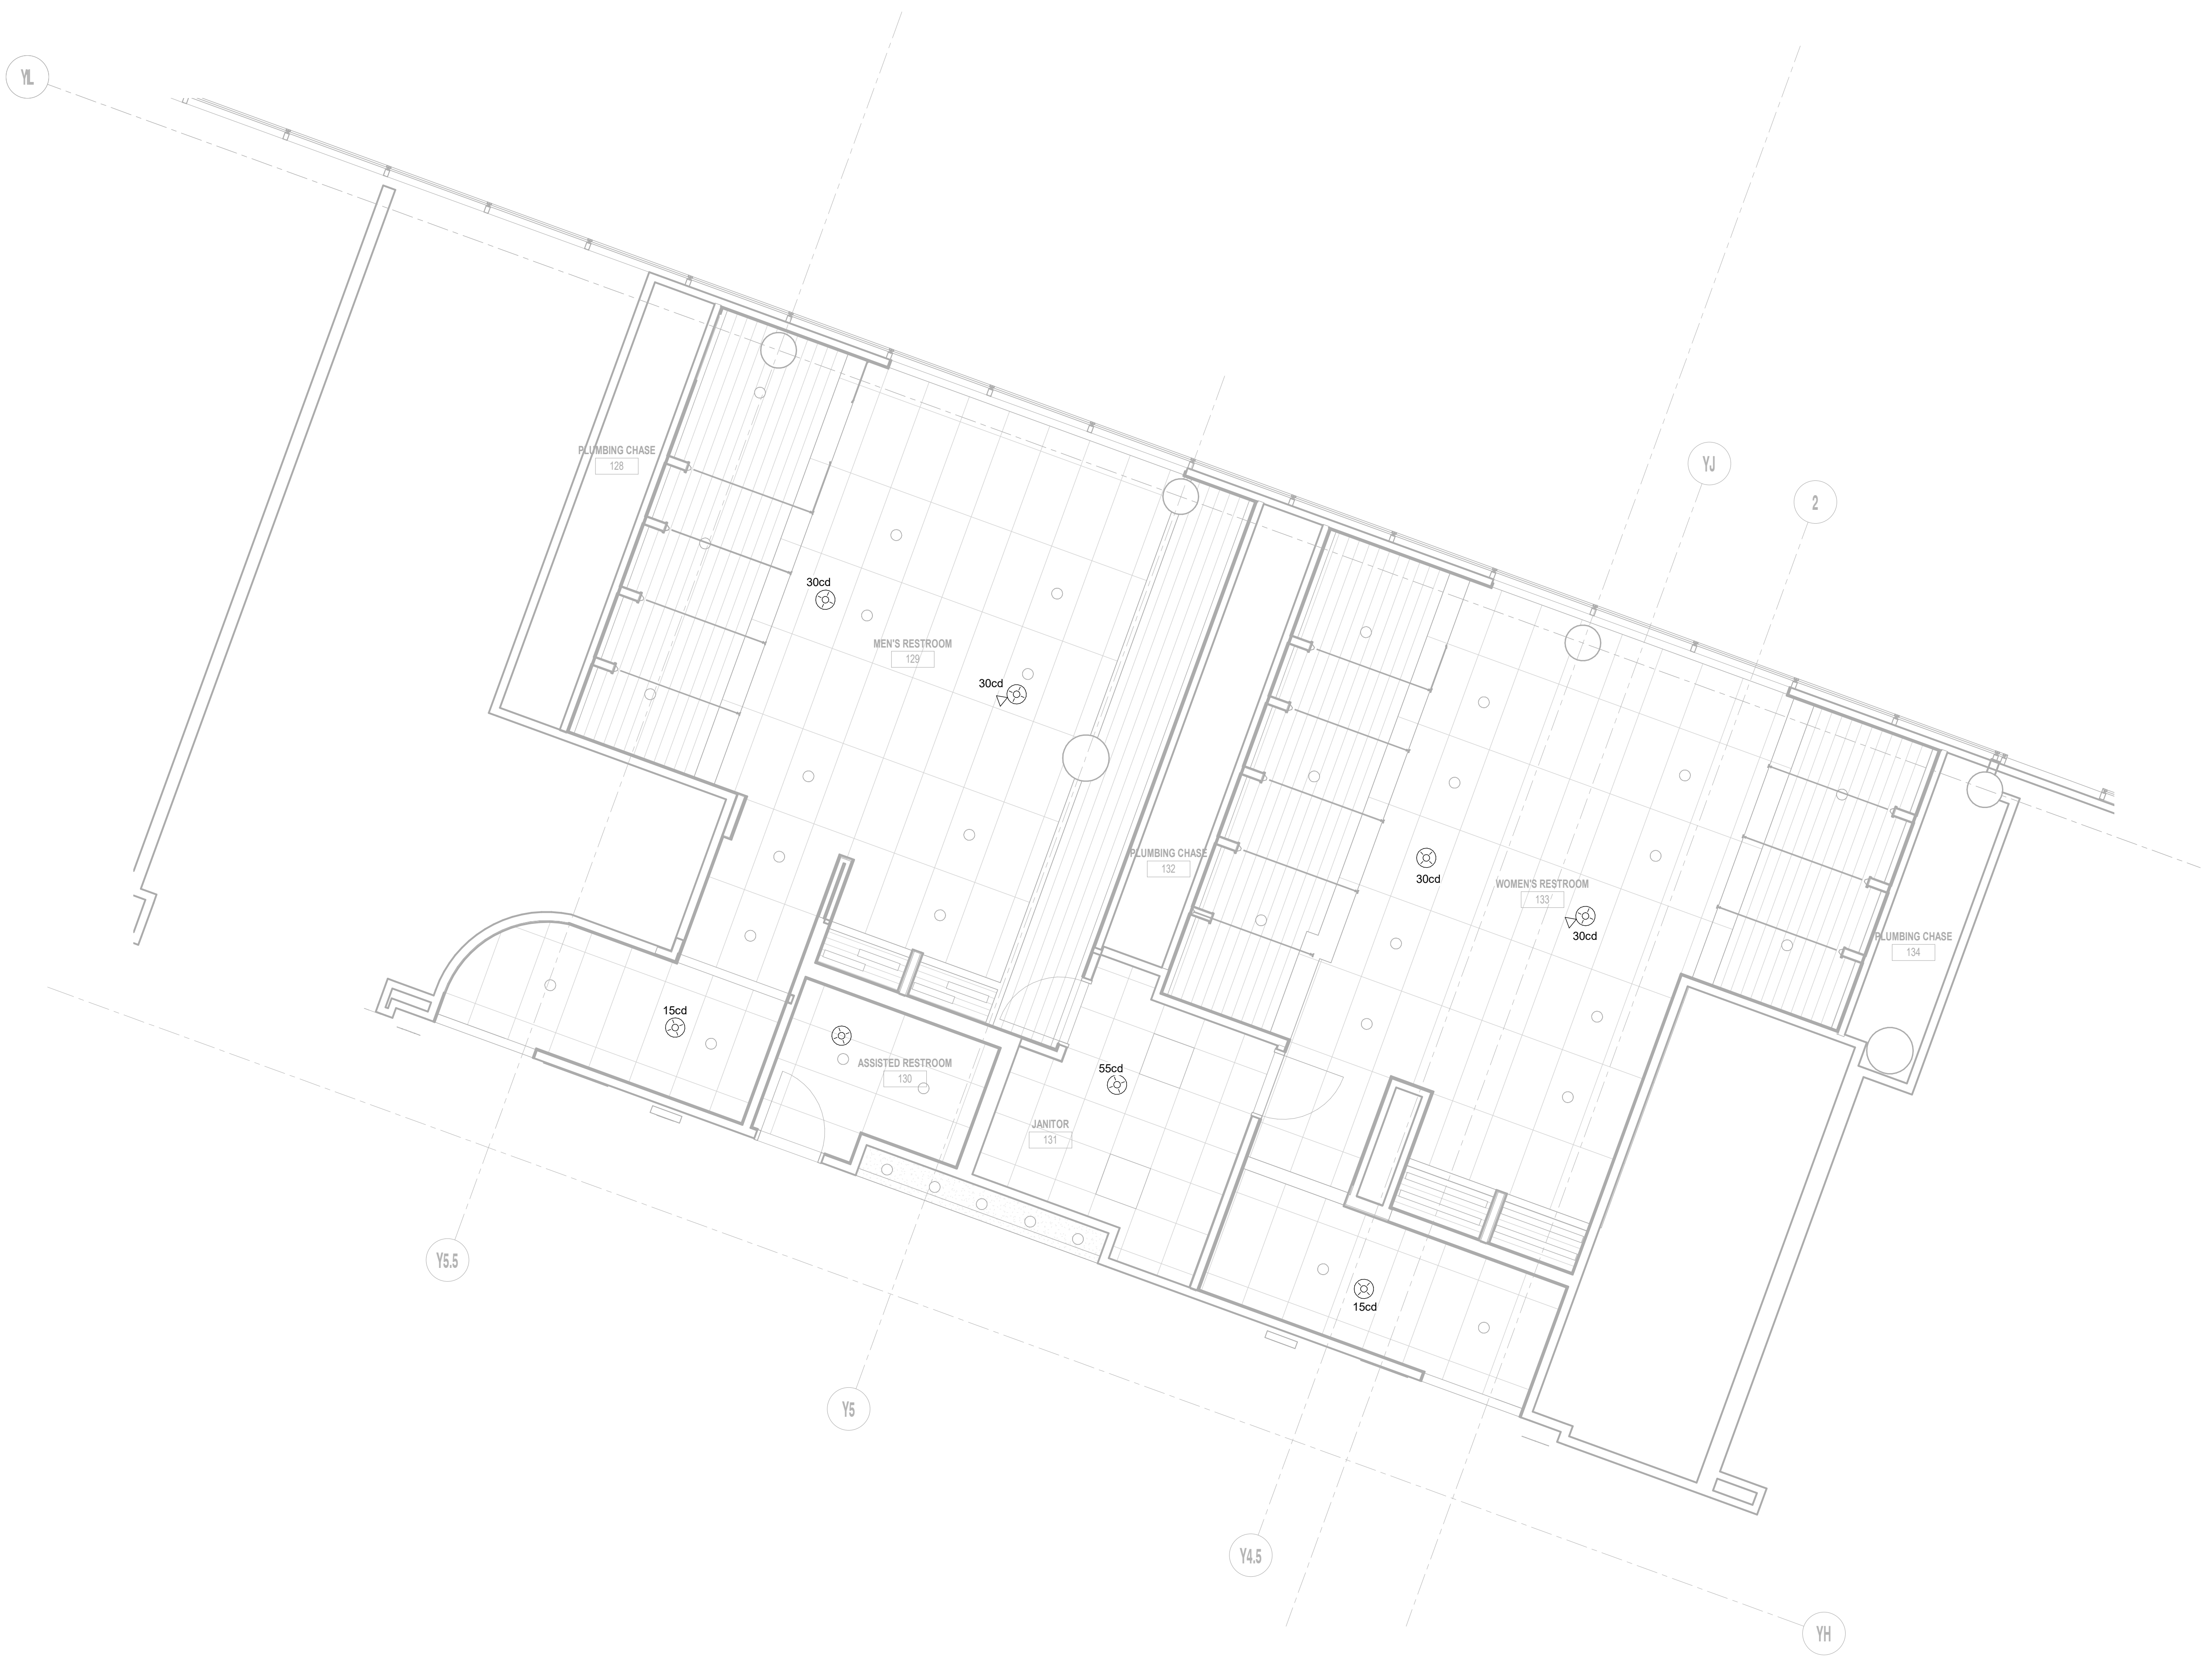 YL
YJ
2
PLUMBING CHASE
128
30cd
MEN'S RESTROOM
129
30cd
PLUMBING CHASE
132
30cd
WOMEN'S RESTROOM
133
30cd
PLUMBING CHASE
134
15cd
ASSISTED RESTROOM
130
55cd
JANITOR
131
15cd
Y5.5
Y5
Y4.5
YH